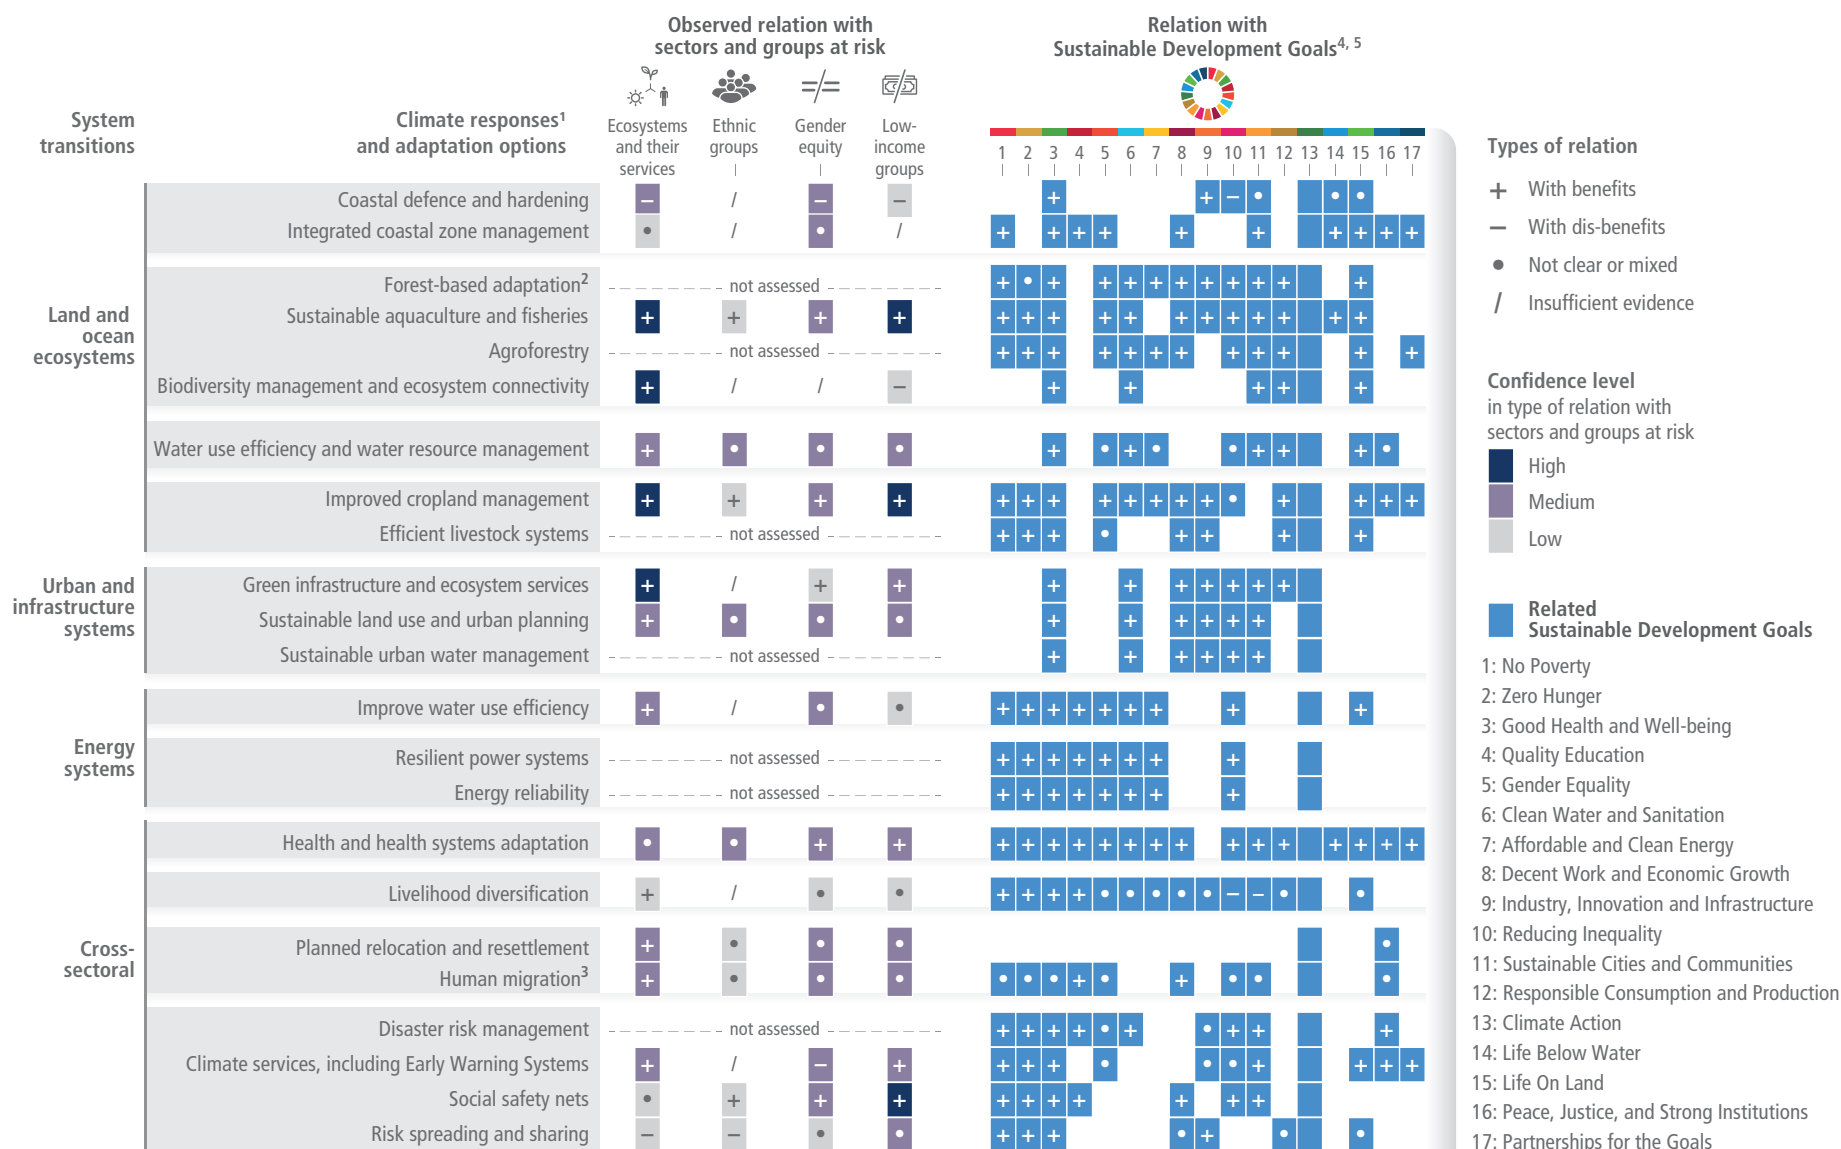 Observed relation with
sectors and groups at risk
Relation with
Sustainable Development Goals4, 5
System
transitions
Climate responses1
and adaptation options
Ecosystems
and their
services
Ethnic
groups
Gender
equity
Low-
income
groups
1 2 3 4 5 6 7 8 9 10 11 12 13 14 15 16 17
Land and
ocean
ecosystems
Coastal defence and hardening − / − − + + − • • •
Integrated coastal zone management • / • / + + + + + + + + + +
Forest-based adaptation2 not assessed + • + + + + + + + + + +
Sustainable aquaculture and fisheries + + + + + + + + + + + + + + + +
Agroforestry not assessed + + + + + + + + + + + +
Biodiversity management and ecosystem connectivity + / / − + + + + +
Water use efficiency and water resource management + • • • + • + • • + + + •
Improved cropland management + + + + + + + + + + + + • + + + +
Efficient livestock systems not assessed + + + • + + + +
Urban and
infrastructure
systems
Green infrastructure and ecosystem services + / + + + + + + + + +
Sustainable land use and urban planning + • • • + + + + + +
Sustainable urban water management not assessed + + + + + +
Energy
systems
Improve water use efficiency + / • • + + + + + + + + +
Resilient power systems not assessed + + + + + + + +
Energy reliability not assessed + + + + + + + +
Cross-
sectoral
Health and health systems adaptation • • + + + + + + + + + + + + + + + + +
Livelihood diversification + / • • + + + + • • • • • − − • •
Planned relocation and resettlement + • • • •
Human migration3 + • • • • • • + • + • • •
Disaster risk management not assessed + + + + • + • + + +
Climate services, including Early Warning Systems + / − + + + + • • • + + + +
Social safety nets • + + + + + + + + + +
Risk spreading and sharing − − • • + + + • + • •
Types of relation
+ With benefits
− With dis-benefits
• Not clear or mixed
/ Insufficient evidence
Confidence level
in type of relation with
sectors and groups at risk
High
Medium
Low
Related
Sustainable Development Goals
1: No Poverty
2: Zero Hunger
3: Good Health and Well-being
4: Quality Education
5: Gender Equality
6: Clean Water and Sanitation
7: Affordable and Clean Energy
8: Decent Work and Economic Growth
9: Industry, Innovation and Infrastructure
10: Reducing Inequality
11: Sustainable Cities and Communities
12: Responsible Consumption and Production
13: Climate Action
14: Life Below Water
15: Life On Land
16: Peace, Justice, and Strong Institutions
17: Partnerships for the Goals